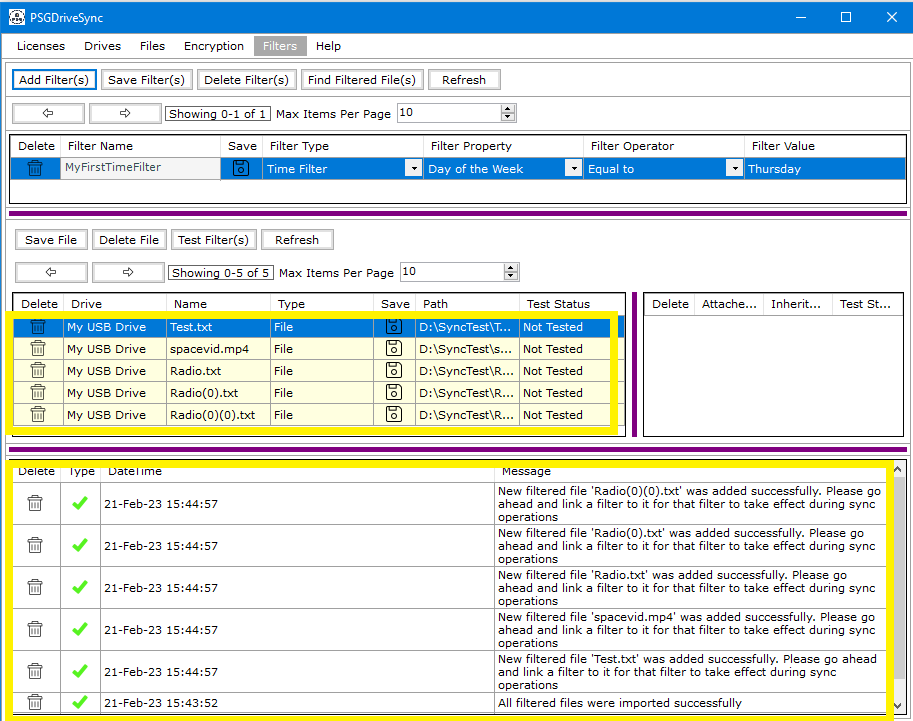 PSGDriveSync
Licenses Drives Files Encryption Filters Help
Add Filter(s) Save Filter(s) Delete Filter(s) Find Filtered File(s) Refresh
Showing 0-1 of 1 Max Items Per Page 10
Delete Filter Name Save Filter Type Filter Property Filter Operator Filter Value
MyFirstTimeFilter Time Filter Day of the Week Equal to Thursday
Save File Delete File Test Filter(s) Refresh
Showing 0-5 of 5 Max Items Per Page 10
Delete Drive Name Type Save Path Test Status Delete Attache... Inherit... Test St...
My USB Drive Test.txt File D:\SyncTest\T... Not Tested
My USB Drive spacevid.mp4 File D:\SyncTest\s... Not Tested
My USB Drive Radio.txt File D:\SyncTest\R... Not Tested
My USB Drive Radio(0).txt File D:\SyncTest\R... Not Tested
My USB Drive Radio(0)(0).txt File D:\SyncTest\R... Not Tested
Delete Type DateTime Message
21-Feb-23 15:44:57 New filtered file 'Radio(0)(0).txt' was added successfully. Please go
ahead and link a filter to it for that filter to take effect during sync
operations
21-Feb-23 15:44:57 New filtered file 'Radio(0).txt' was added successfully. Please go
ahead and link a filter to it for that filter to take effect during sync
operations
21-Feb-23 15:44:57 New filtered file 'Radio.txt' was added successfully. Please go
ahead and link a filter to it for that filter to take effect during sync
operations
21-Feb-23 15:44:57 New filtered file 'spacevid.mp4' was added successfully. Please go
ahead and link a filter to it for that filter to take effect during sync
operations
21-Feb-23 15:44:57 New filtered file 'Test.txt' was added successfully. Please go ahead
and link a filter to it for that filter to take effect during sync
operations
21-Feb-23 15:43:52 All filtered files were imported successfully